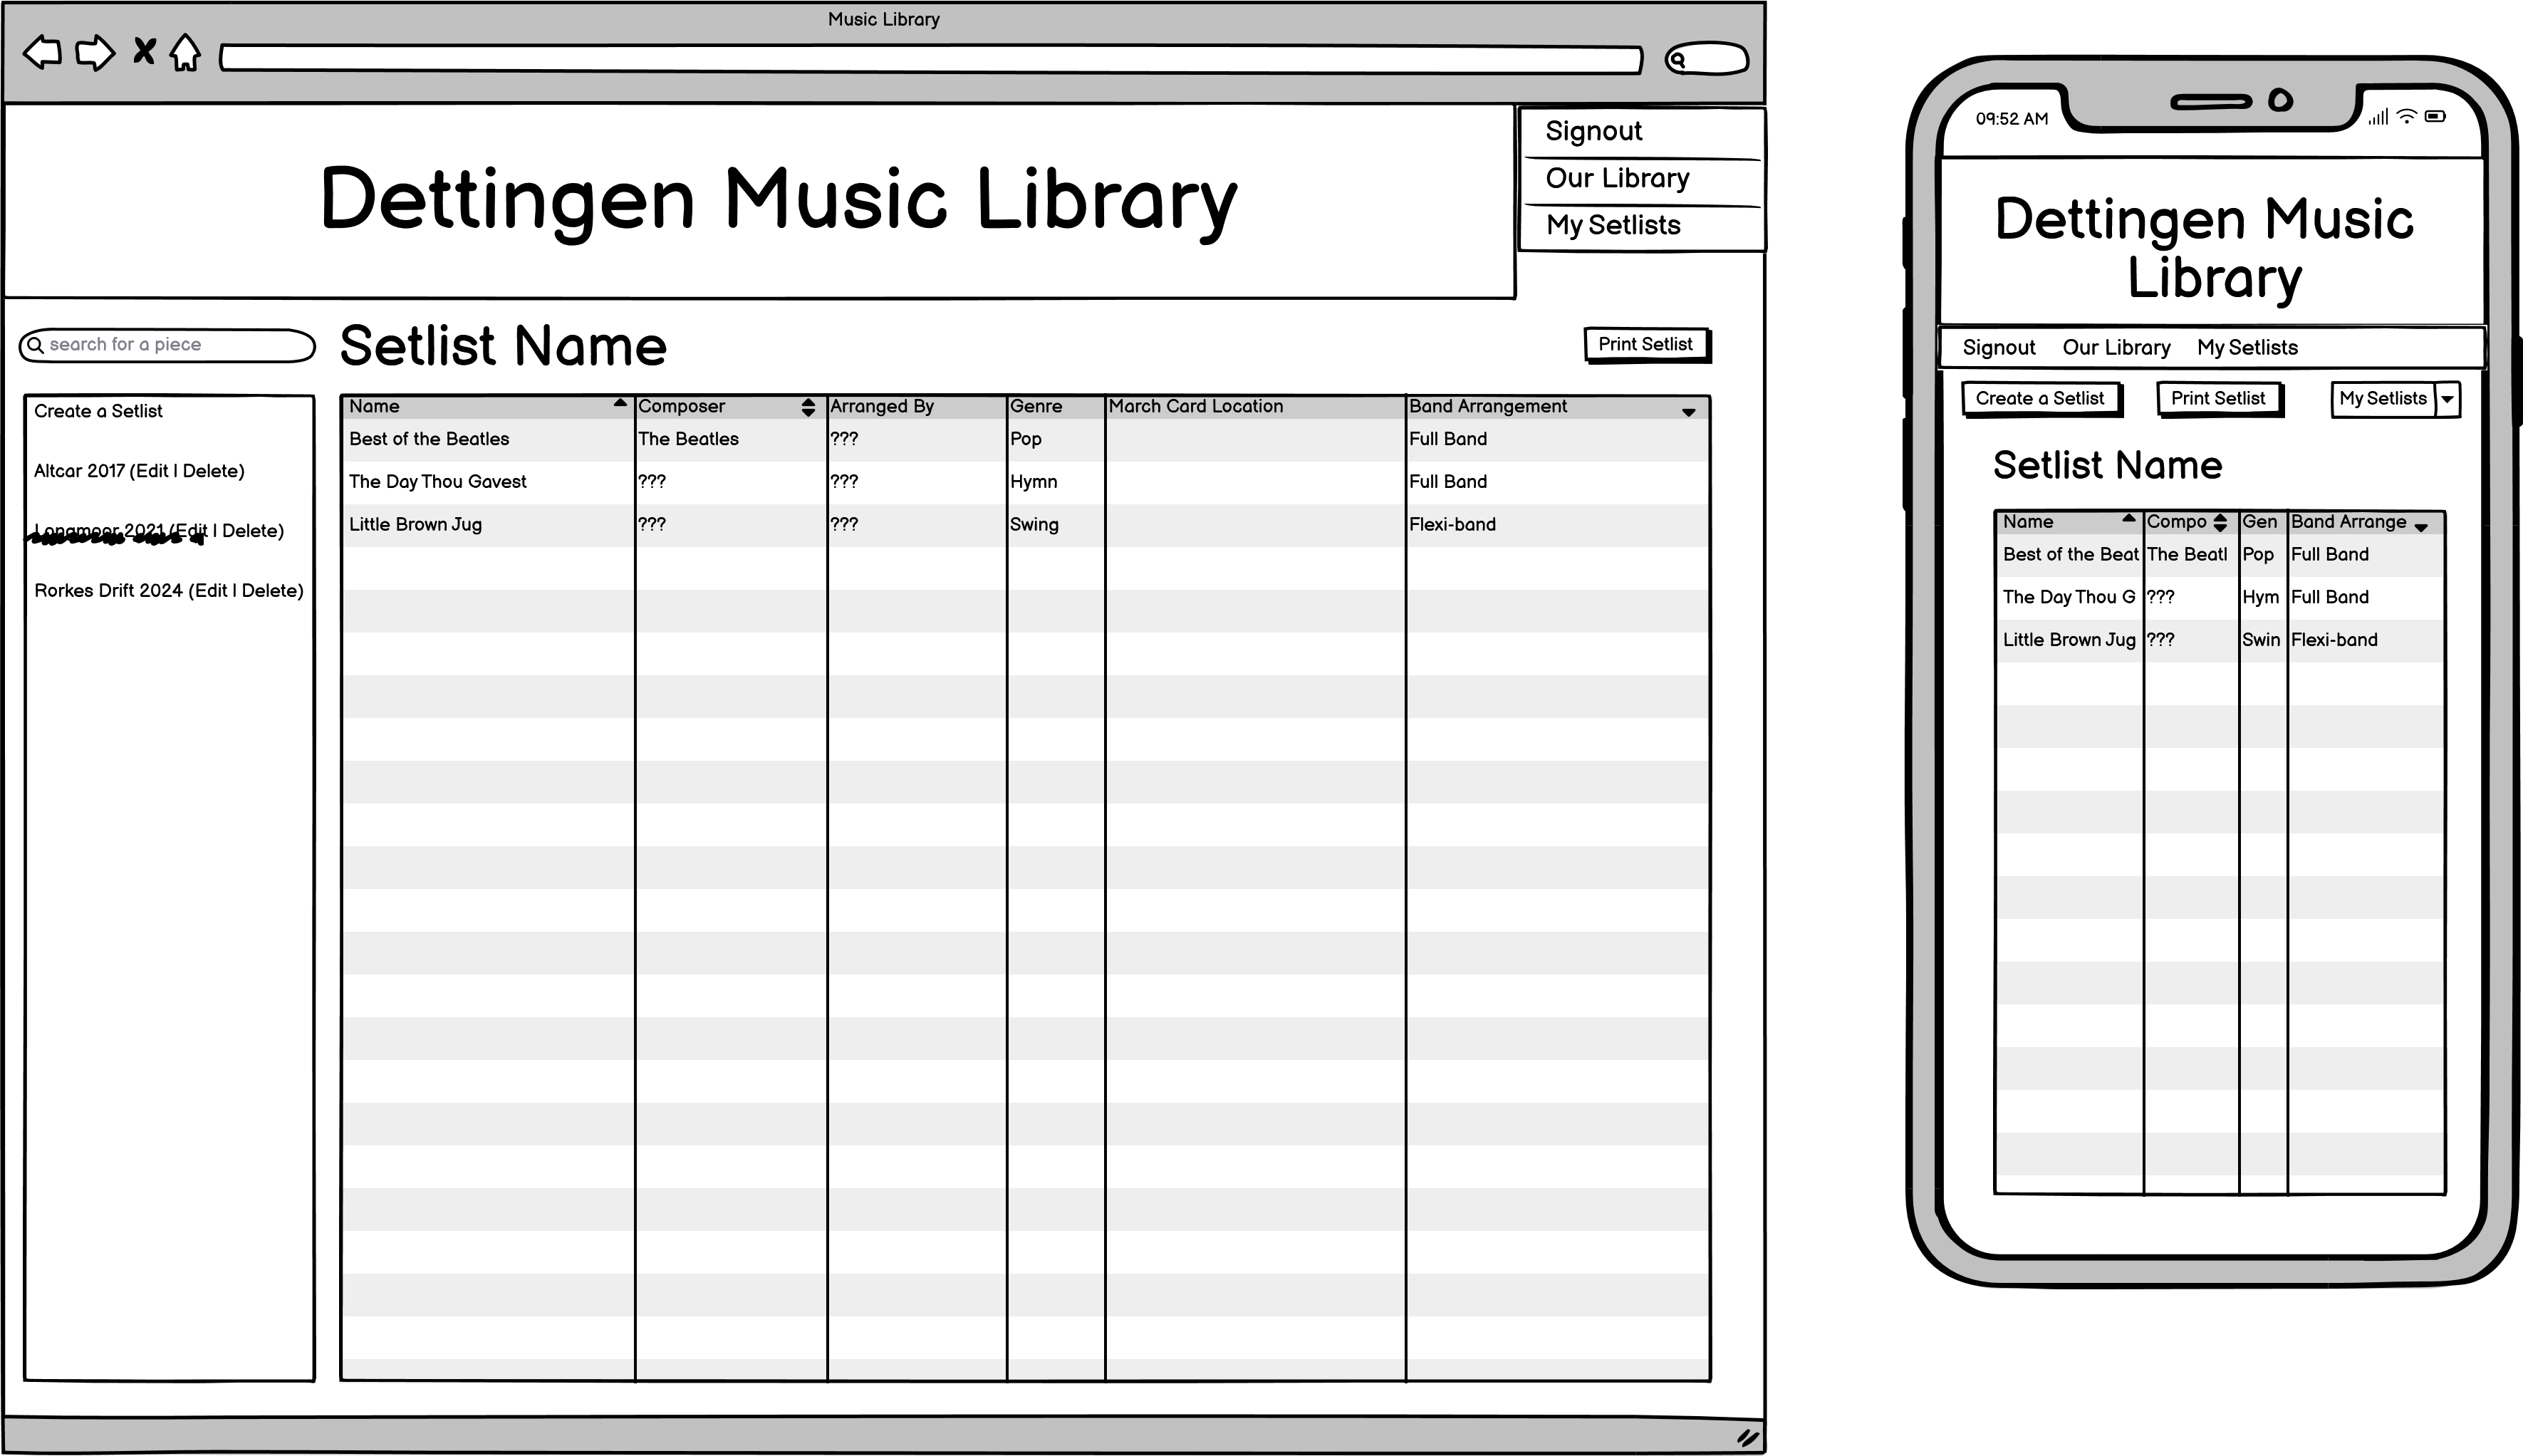 Music Library
Dettingen Music Library
Signout
Our Library
My Setlists
search for a piece
Setlist Name
Print Setlist
Create a Setlist
Altcar 2017 (Edit | Delete)
Longmoor 2021 (Edit | Delete)
Rorkes Drift 2024 (Edit | Delete)
Name Composer Arranged By Genre March Card Location Band Arrangement
Best of the Beatles The Beatles ??? Pop Full Band
The Day Thou Gavest ??? ??? Hymn Full Band
Little Brown Jug ??? ??? Swing Flexi-band
09:52 AM
Dettingen Music
Library
Signout Our Library My Setlists
Create a Setlist Print Setlist My Setlists
Setlist Name
Name Compo Gen Band Arrange
Best of the Beat The Beatl Pop Full Band
The Day Thou G ??? Hym Full Band
Little Brown Jug ??? Swin Flexi-band